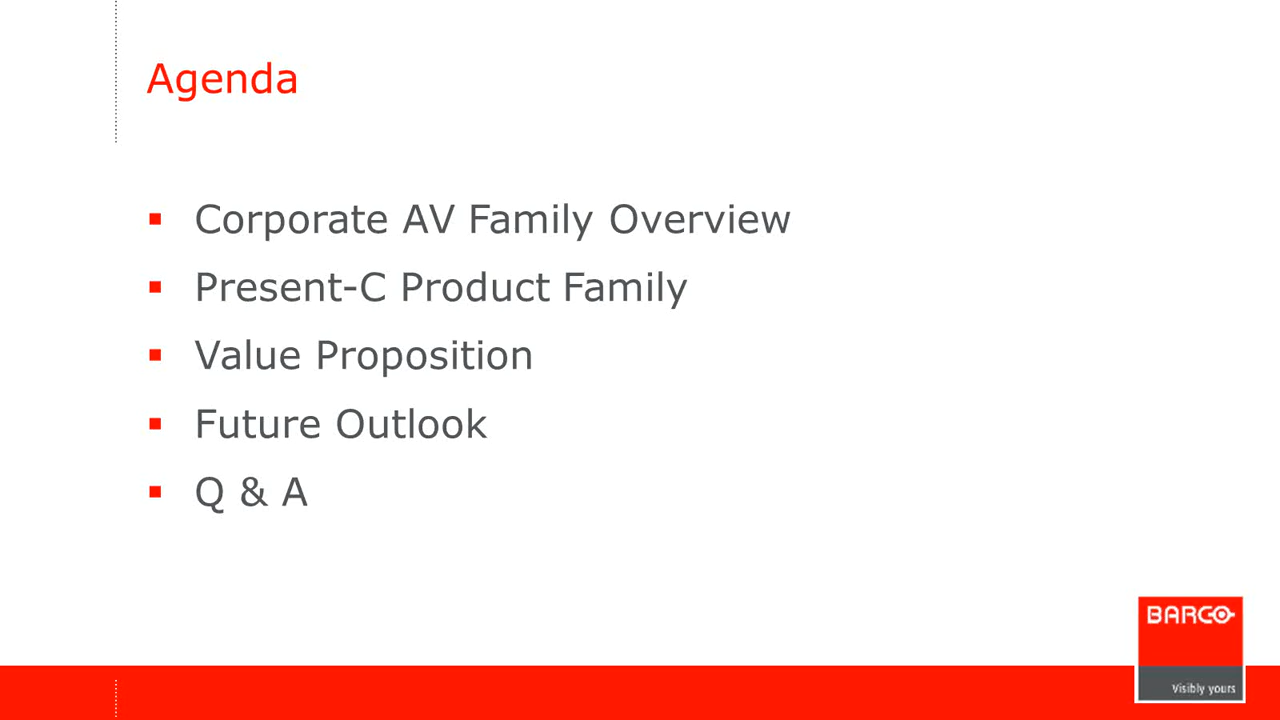 Agenda
Corporate AV Family Overview
Present-C Product Family
Value Proposition
Future Outlook
Q & A
BARCO
Visibly yours